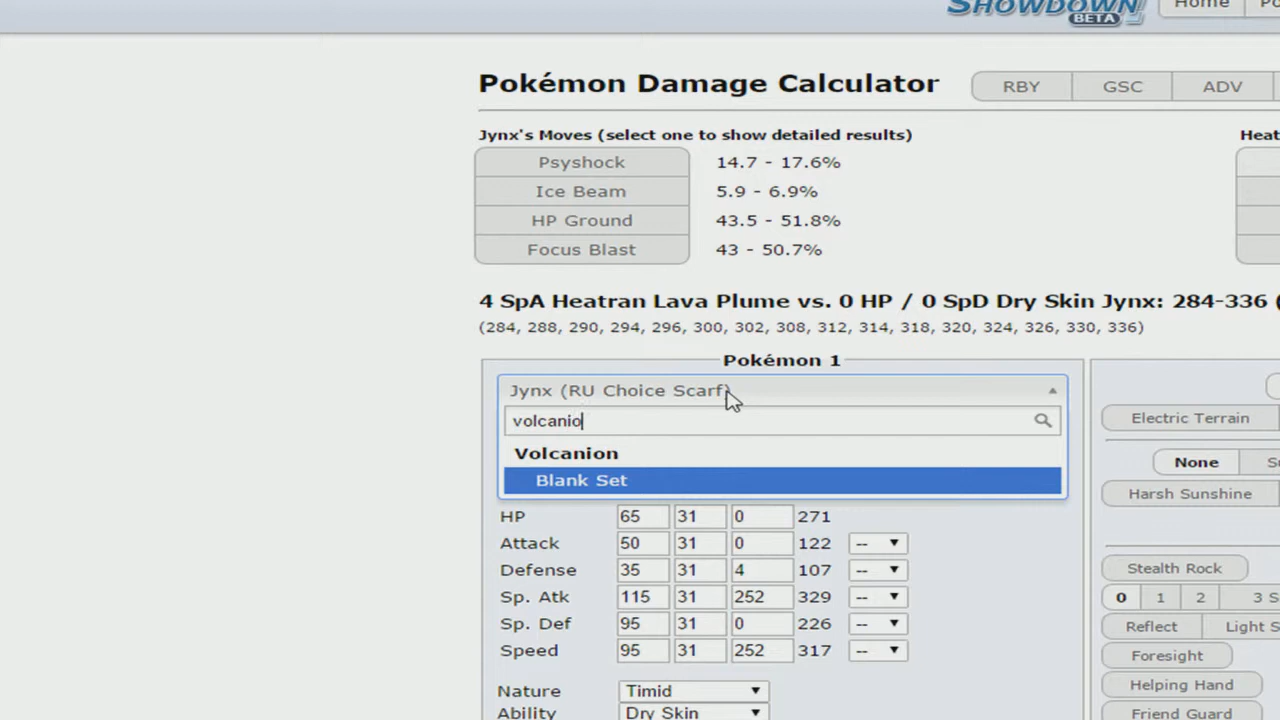 SHOWDOWN
BETA
Home
Pokémon Damage Calculator
RBY GSC ADV
Jynx's Moves (select one to show detailed results)
Psyshock 14.7 - 17.6%
Ice Beam 5.9 - 6.9%
HP Ground 43.5 - 51.8%
Focus Blast 43 - 50.7%
4 SpA Heatran Lava Plume vs. 0 HP / 0 SpD Dry Skin Jynx: 284-336 (
(284, 288, 290, 294, 296, 300, 302, 308, 312, 314, 318, 320, 324, 326, 330, 336)
Pokémon 1
Jynx (RU Choice Scarf)
volcanio
Volcanion
Blank Set
HP 65 31 0 271
Attack 50 31 0 122 --
Defense 35 31 4 107 --
Sp. Atk 115 31 252 329 --
Sp. Def 95 31 0 226 --
Speed 95 31 252 317 --
Nature Timid
Ability Dry Skin
Electric Terrain
None
Harsh Sunshine
Stealth Rock
0 1 2 3 S
Reflect Light S
Foresight
Helping Hand
Friend Guard